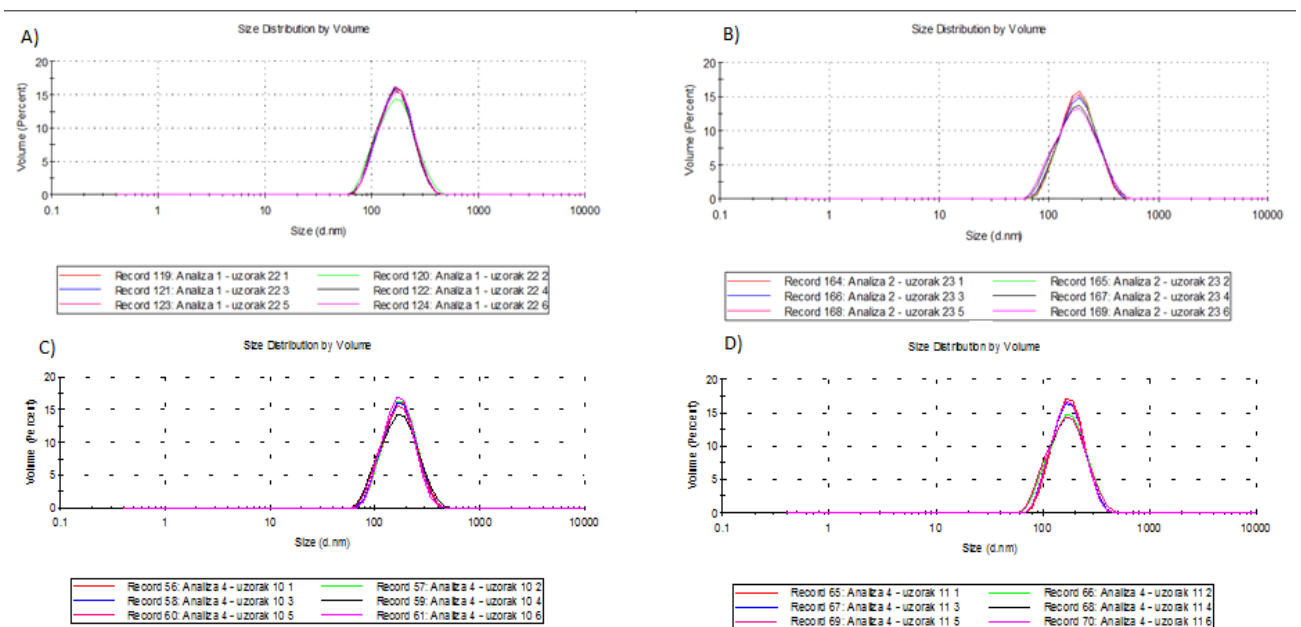 A)
Size Distribution by Volume
20
15
10
5
0
Volume (Percent)
0.1 1 10 100 1000 10000
Size (d.nm)
Record 119: Analiza 1 - uzorak 22 1 Record 120: Analiza 1 - uzorak 22 2
Record 121: Analiza 1 - uzorak 22 3 Record 122: Analiza 1 - uzorak 22 4
Record 123: Analiza 1 - uzorak 22 5 Record 124: Analiza 1 - uzorak 22 6
B)
Size Distribution by Volume
20
15
10
5
0
Volume (Percent)
0.1 1 10 100 1000 10000
Size (d.nm)
Record 164: Analiza 2 - uzorak 23 1 Record 165: Analiza 2 - uzorak 23 2
Record 166: Analiza 2 - uzorak 23 3 Record 167: Analiza 2 - uzorak 23 4
Record 168: Analiza 2 - uzorak 23 5 Record 169: Analiza 2 - uzorak 23 6
C)
Size Distribution by Volume
20
15
10
5
0
Volume (Percent)
0.1 1 10 100 1000 10000
Size (d.nm)
Record 56: Analiza 4 - uzorak 10 1 Record 57: Analiza 4 - uzorak 10 2
Record 58: Analiza 4 - uzorak 10 3 Record 59: Analiza 4 - uzorak 10 4
Record 60: Analiza 4 - uzorak 10 5 Record 61: Analiza 4 - uzorak 10 6
D)
Size Distribution by Volume
20
15
10
5
0
Volume (Percent)
0.1 1 10 100 1000 10000
Size (d.nm)
Record 65: Analiza 4 - uzorak 11 1 Record 66: Analiza 4 - uzorak 11 2
Record 67: Analiza 4 - uzorak 11 3 Record 68: Analiza 4 - uzorak 11 4
Record 69: Analiza 4 - uzorak 11 5 Record 70: Analiza 4 - uzorak 11 6